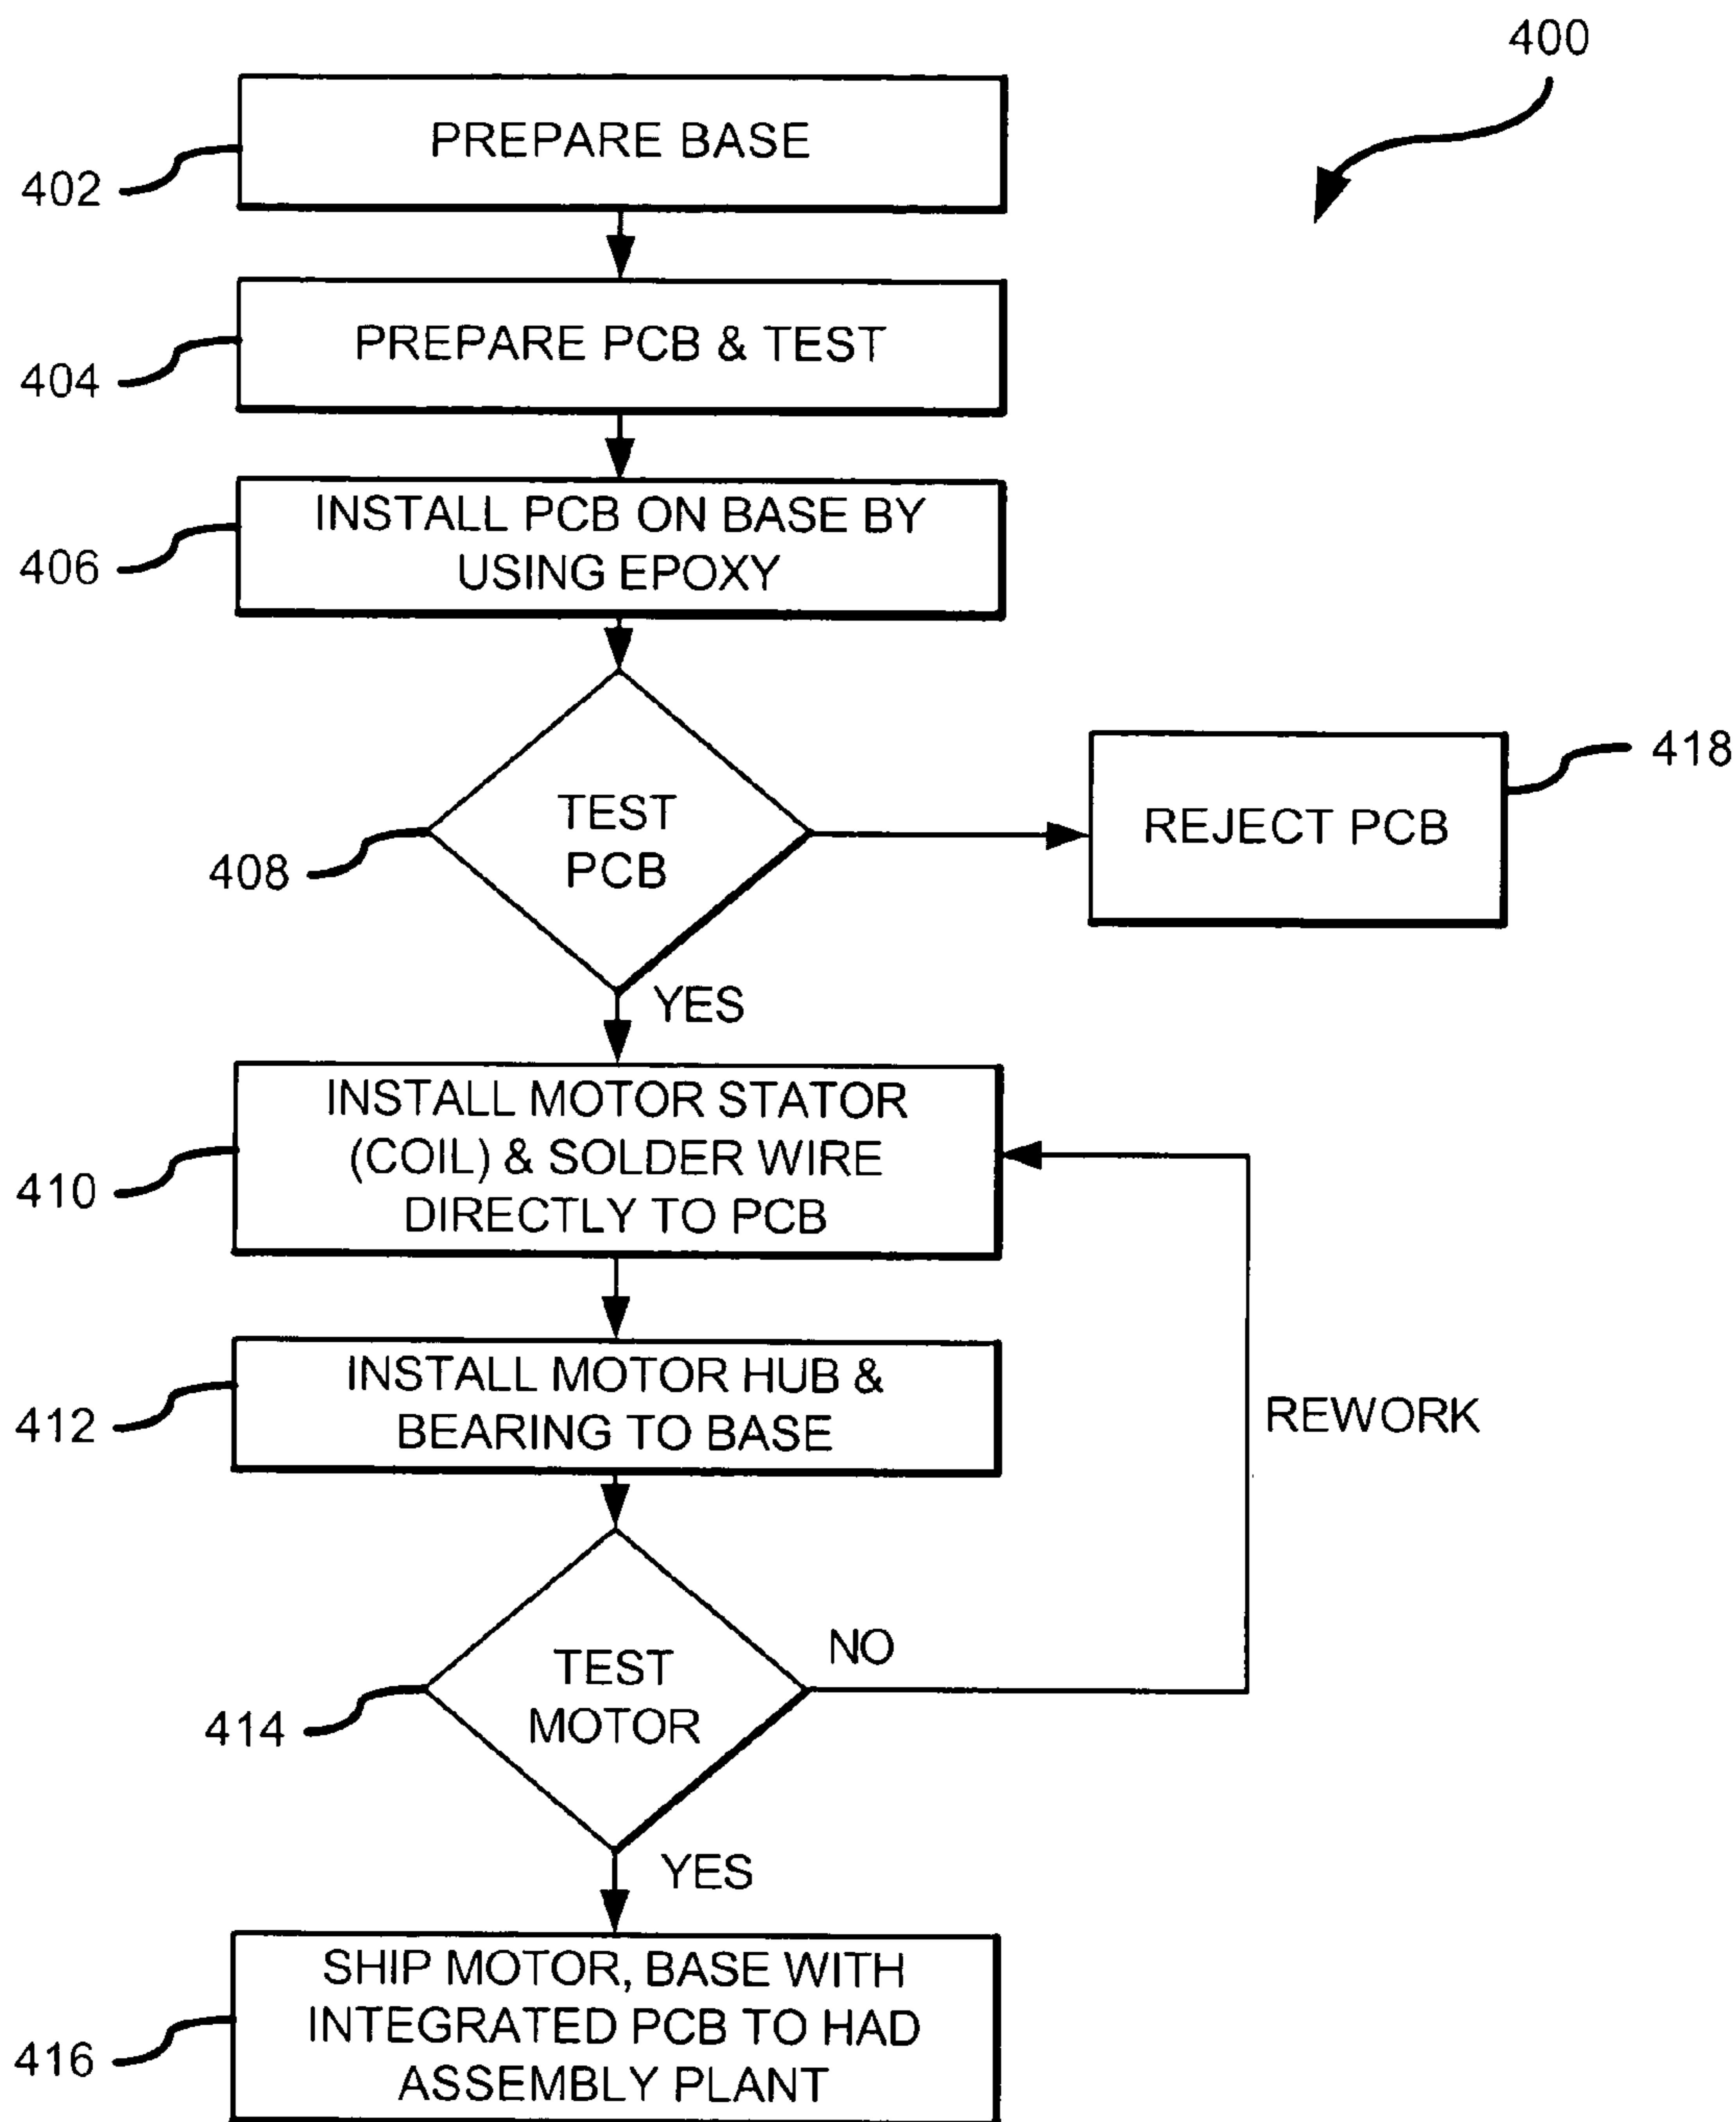 400
PREPARE BASE
402
PREPARE PCB & TEST
404
INSTALL PCB ON BASE BY
USING EPOXY
406
TEST
PCB
408
REJECT PCB
418
YES
INSTALL MOTOR STATOR
(COIL) & SOLDER WIRE
DIRECTLY TO PCB
410
INSTALL MOTOR HUB &
BEARING TO BASE
412
REWORK
TEST
MOTOR
NO
414
YES
SHIP MOTOR, BASE WITH
INTEGRATED PCB TO HAD
ASSEMBLY PLANT
416